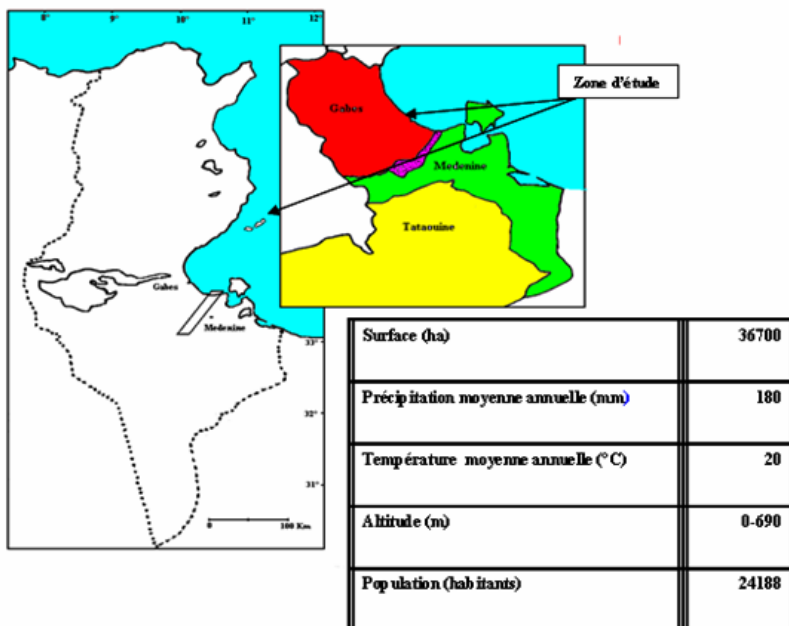 8° 9° 10° 11° 12°
Zone d'étude
Gabes
Medenine
Tataouine
Gabes
Medenine
33°
32°
31°
0 100 Km
Surface (ha) 36700
Précipitation moyenne annuelle (mm) 180
Température moyenne annuelle (°C) 20
Altitude (m) 0-690
Population (habitants) 24188